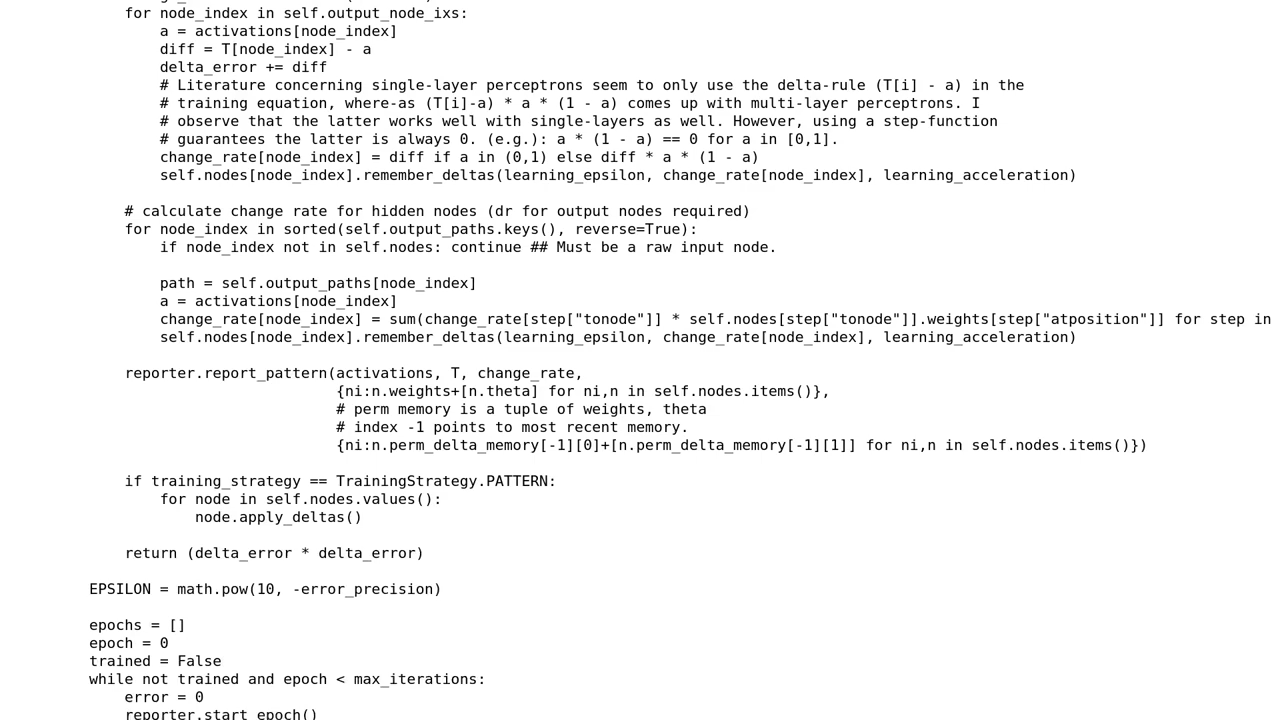 for node_index in self.output_node_ixs:
a = activations[node_index]
diff = T[node_index] - a
delta_error += diff
# Literature concerning single-layer perceptrons seem to only use the delta-rule (T[i] - a) in the
# training equation, where-as (T[i]-a) * a * (1 - a) comes up with multi-layer perceptrons. I
# observe that the latter works well with single-layers as well. However, using a step-function
# guarantees the latter is always 0. (e.g.): a * (1 - a) == 0 for a in [0,1].
change_rate[node_index] = diff if a in (0,1) else diff * a * (1 - a)
self.nodes[node_index].remember_deltas(learning_epsilon, change_rate[node_index], learning_acceleration)
# calculate change rate for hidden nodes (dr for output nodes required)
for node_index in sorted(self.output_paths.keys(), reverse=True):
if node_index not in self.nodes: continue ## Must be a raw input node.
path = self.output_paths[node_index]
a = activations[node_index]
change_rate[node_index] = sum(change_rate[step["tonode"]] * self.nodes[step["tonode"]].weights[step["atposition"]] for step in
self.nodes[node_index].remember_deltas(learning_epsilon, change_rate[node_index], learning_acceleration)
reporter.report_pattern(activations, T, change_rate,
{ni:n.weights+[n.theta] for ni,n in self.nodes.items()},
# perm memory is a tuple of weights, theta
# index -1 points to most recent memory.
{ni:n.perm_delta_memory[-1][0]+[n.perm_delta_memory[-1][1]] for ni,n in self.nodes.items()})
if training_strategy == TrainingStrategy.PATTERN:
for node in self.nodes.values():
node.apply_deltas()
return (delta_error * delta_error)
EPSILON = math.pow(10, -error_precision)
epochs = []
epoch = 0
trained = False
while not trained and epoch < max_iterations:
error = 0
reporter.start_epoch()